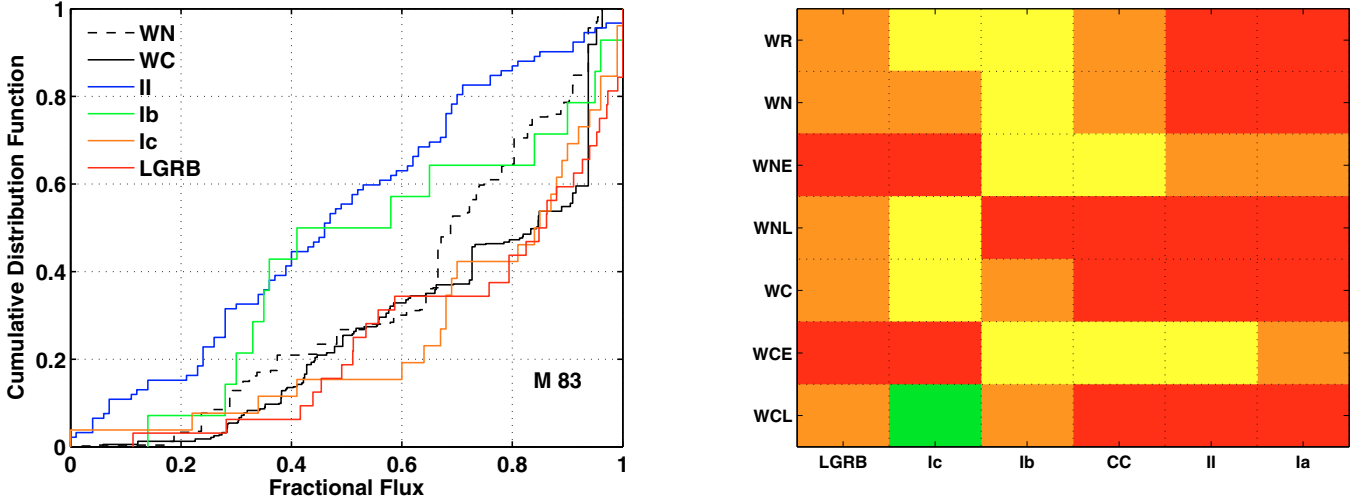 Cumulative Distribution Function
1
0.8
0.6
0.4
0.2
0
WN
WC
II
Ib
Ic
LGRB
M 83
0
0.2
0.4
0.6
0.8
1
Fractional Flux
WR
WN
WNE
WNL
WC
WCE
WCL
LGRB
Ic
Ib
CC
II
Ia